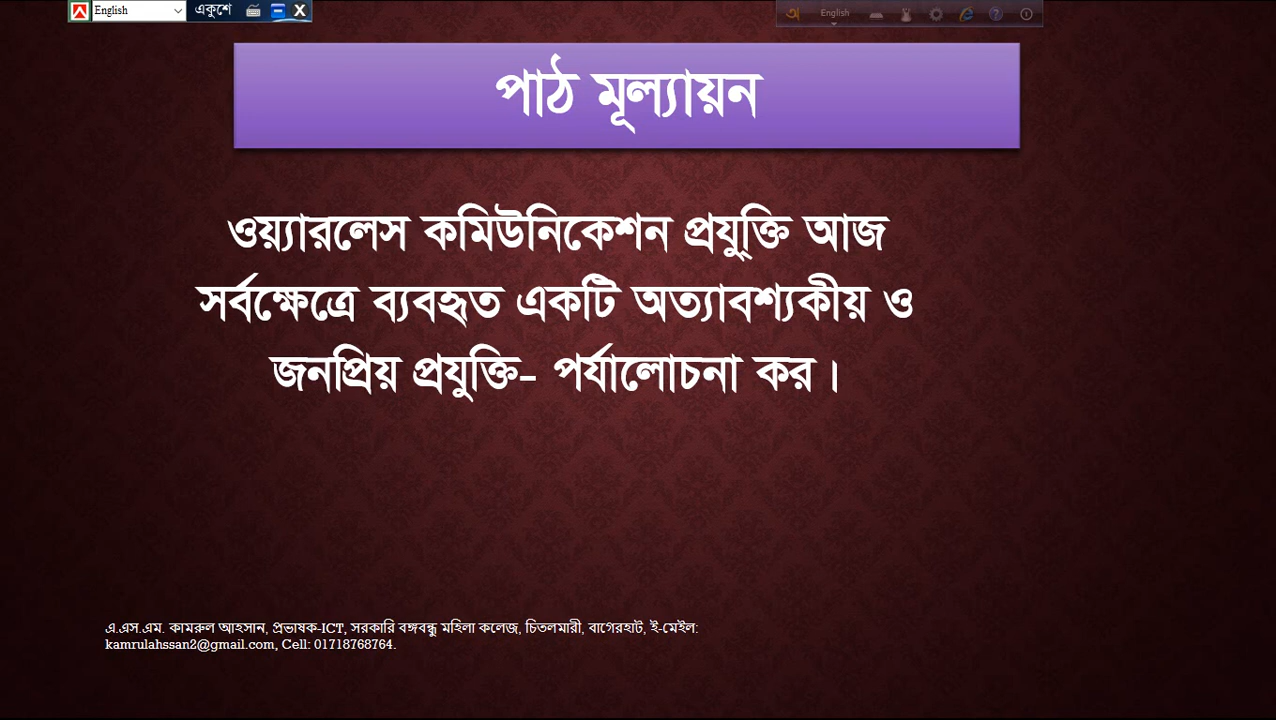 English
একুশে
English
পাঠ মূল্যায়ন
ওয়্যারলেস কমিউনিকেশন প্রযুক্তি আজ
সর্বক্ষেত্রে ব্যবহৃত একটি অত্যাবশ্যকীয় ও
জনপ্রিয় প্রযুক্তি- পর্যালোচনা কর।
এ.এস.এম. কামরুল আহসান, প্রভাষক-ICT, সরকারি বঙ্গবন্ধু মহিলা কলেজ, চিতলমারী, বাগেরহাট, ই-মেইল:
kamrulahssan2@gmail.com, Cell: 01718768764.